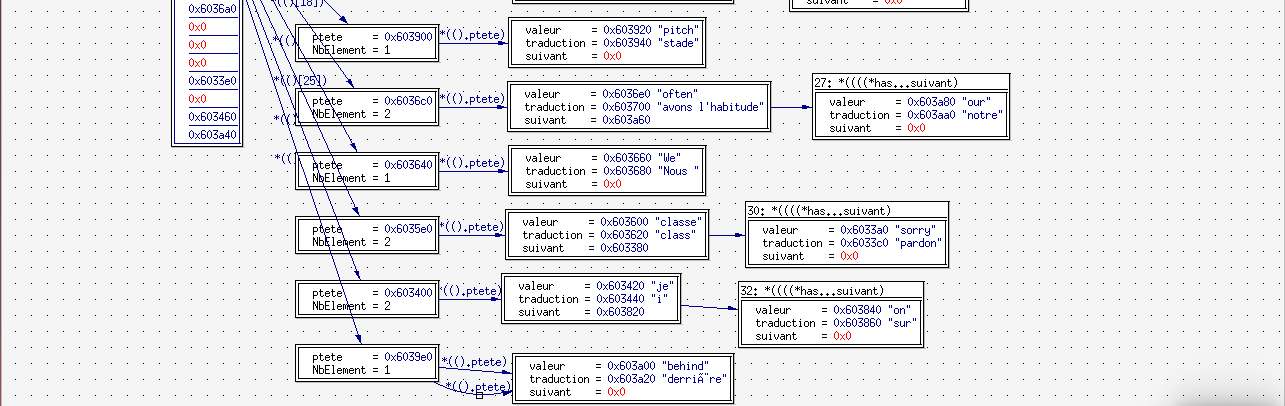 suivant = 0x0
0x6036a0
0x0
0x0
0x0
0x6033e0
0x0
0x603460
0x603a40
*(()[18])
*(()
ptete = 0x603900
NbElement = 1
*(().ptete)
valeur = 0x603920 "pitch"
traduction = 0x603940 "stade"
suivant = 0x0
*(()[25]
ptete = 0x6036c0
NbElement = 2
*(().ptete)
valeur = 0x6036e0 "often"
traduction = 0x603700 "avons l'habitude"
suivant = 0x603a60
27: *((((*has...suivant)
valeur = 0x603a80 "our"
traduction = 0x603aa0 "notre"
suivant = 0x0
*((
ptete = 0x603640
NbElement = 1
*(().ptete)
valeur = 0x603660 "We"
traduction = 0x603680 "Nous "
suivant = 0x0
ptete = 0x6035e0
NbElement = 2
*(().ptete)
valeur = 0x603600 "classe"
traduction = 0x603620 "class"
suivant = 0x603380
30: *((((*has...suivant)
valeur = 0x6033a0 "sorry"
traduction = 0x6033c0 "pardon"
suivant = 0x0
ptete = 0x603400
NbElement = 2
*(().ptete)
valeur = 0x603420 "je"
traduction = 0x603440 "i"
suivant = 0x603820
32: *((((*has...suivant)
valeur = 0x603840 "on"
traduction = 0x603860 "sur"
suivant = 0x0
ptete = 0x6039e0
NbElement = 1
*(().ptete)
*(().ptete)
valeur = 0x603a00 "behind"
traduction = 0x603a20 "derriÃ¨re"
suivant = 0x0